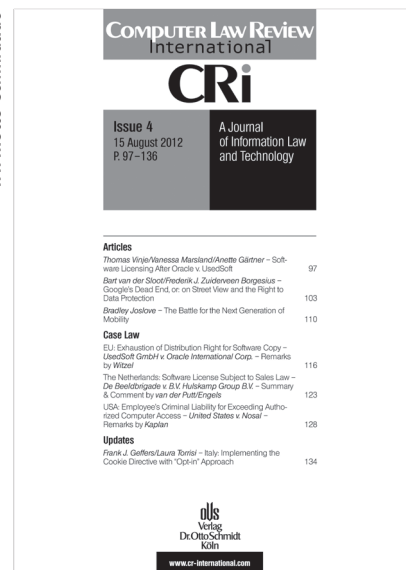 COMPUTER LAW REVIEW
International
CRi
Issue 4
15 August 2012
P. 97–136
A Journal
of Information Law
and Technology
Articles
Thomas Vinje/Vanessa Marsland/Anette Gärtner – Soft-
ware Licensing After Oracle v. UsedSoft 97
Bart van der Sloot/Frederik J. Zuiderveen Borgesius –
Google's Dead End, or: on Street View and the Right to
Data Protection 103
Bradley Joslove – The Battle for the Next Generation of
Mobility 110
Case Law
EU: Exhaustion of Distribution Right for Software Copy –
UsedSoft GmbH v. Oracle International Corp. – Remarks
by Witzel 116
The Netherlands: Software License Subject to Sales Law –
De Beeldbrigade v. B.V. Hulskamp Group B.V. – Summary
& Comment by van der Putt/Engels 123
USA: Employee's Criminal Liability for Exceeding Autho-
rized Computer Access – United States v. Nosal –
Remarks by Kaplan 128
Updates
Frank J. Geffers/Laura Torrisi – Italy: Implementing the
Cookie Directive with "Opt-in" Approach 134
ovs
Verlag
Dr.OttoSchmidt
Köln
www.cr-international.com